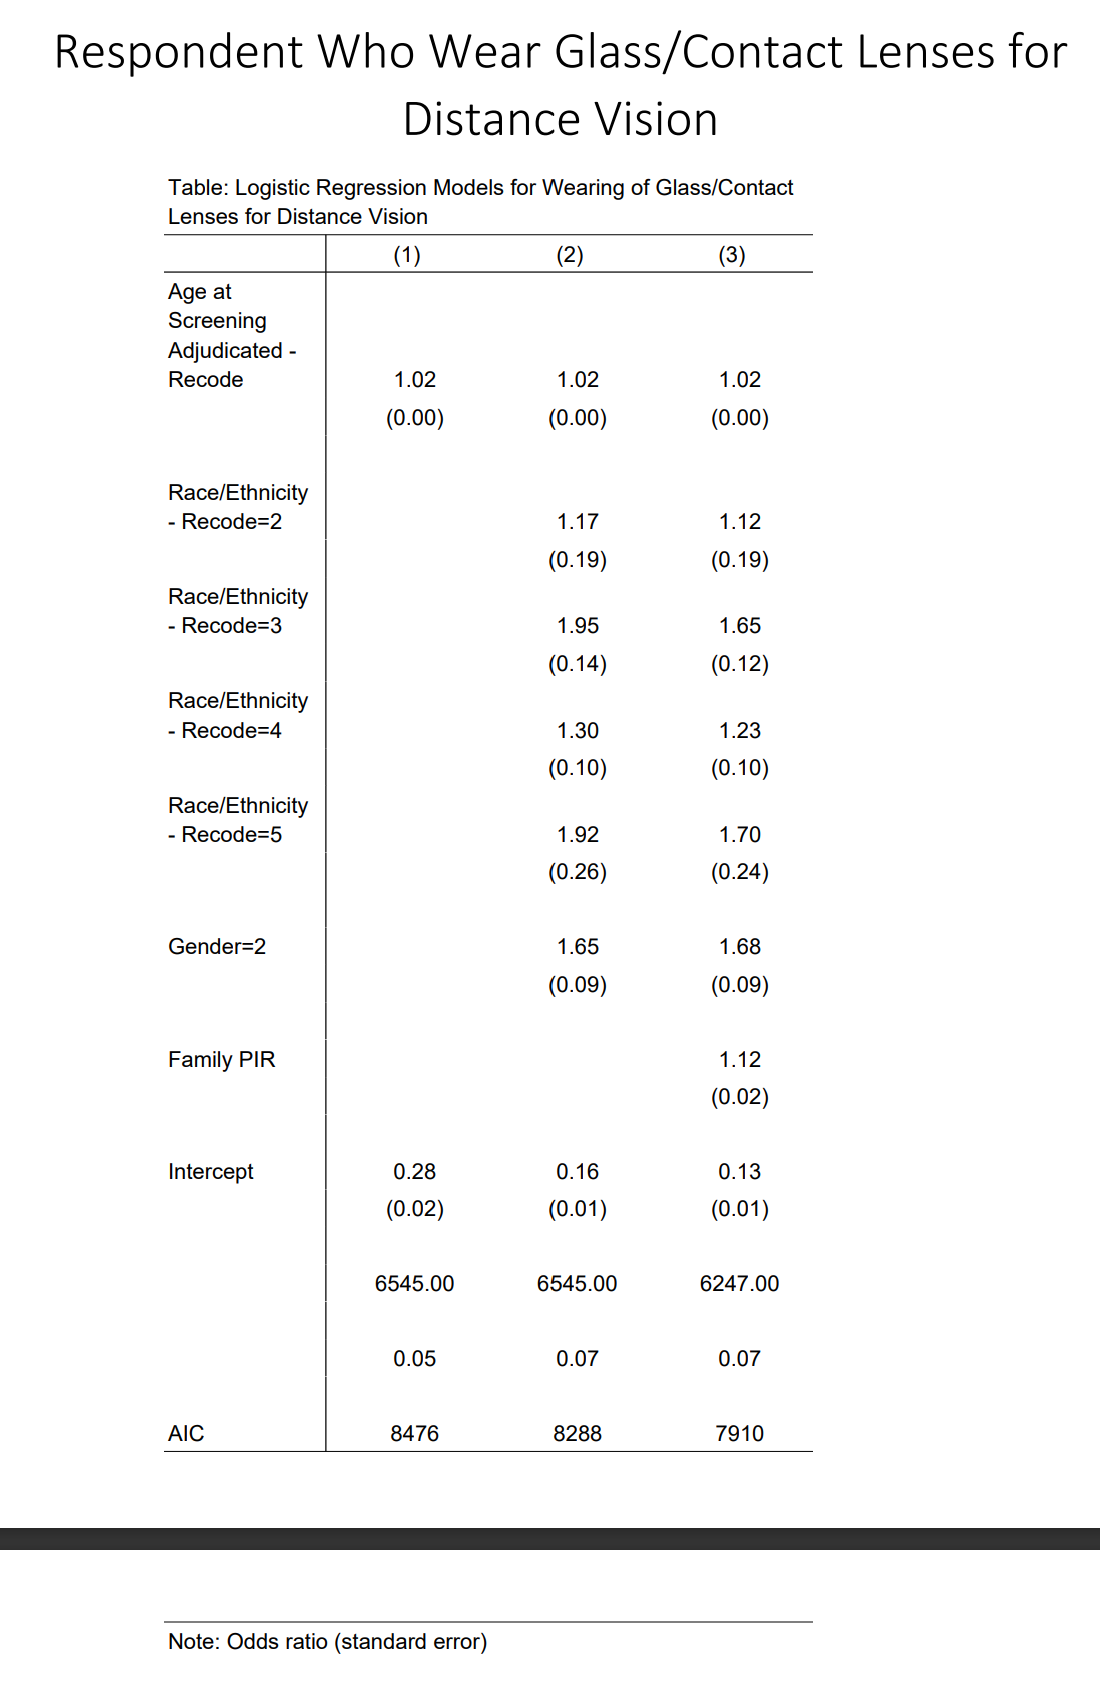 Respondent Who Wear Glass/Contact Lenses for
Distance Vision
Table: Logistic Regression Models for Wearing of Glass/Contact
Lenses for Distance Vision
(1) (2) (3)
Age at
Screening
Adjudicated -
Recode 1.02 1.02 1.02
(0.00) (0.00) (0.00)
Race/Ethnicity
- Recode=2 1.17 1.12
(0.19) (0.19)
Race/Ethnicity
- Recode=3 1.95 1.65
(0.14) (0.12)
Race/Ethnicity
- Recode=4 1.30 1.23
(0.10) (0.10)
Race/Ethnicity
- Recode=5 1.92 1.70
(0.26) (0.24)
Gender=2 1.65 1.68
(0.09) (0.09)
Family PIR 1.12
(0.02)
Intercept 0.28 0.16 0.13
(0.02) (0.01) (0.01)
6545.00 6545.00 6247.00
0.05 0.07 0.07
AIC 8476 8288 7910
Note: Odds ratio (standard error)